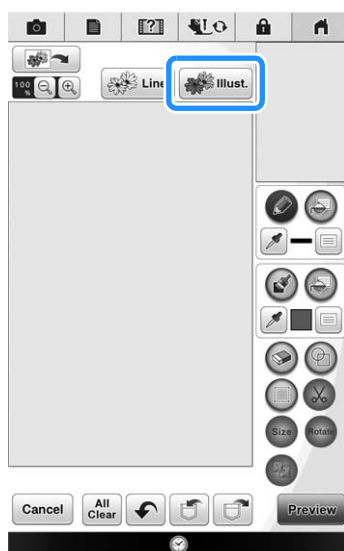 [?]
100
%
Line Illust.
Size Rotate
Cancel
All
Clear
Preview